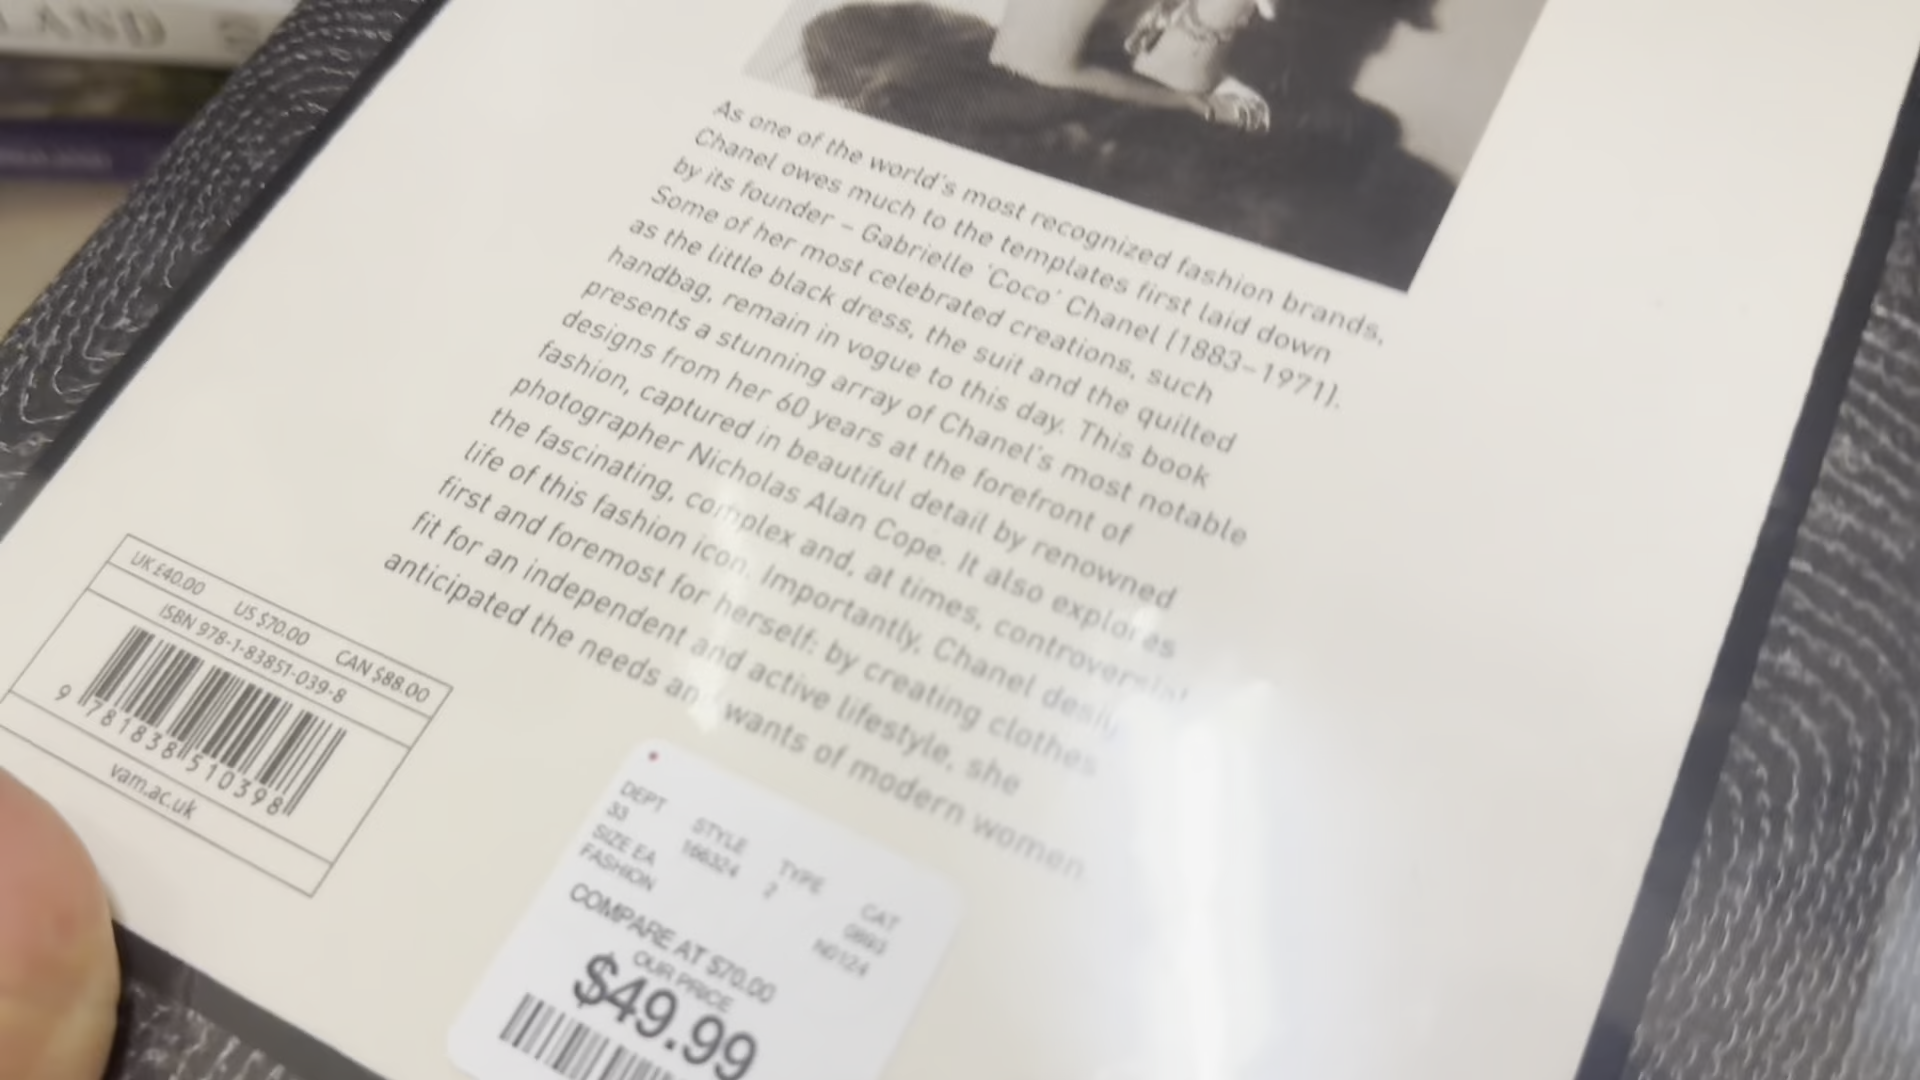 LAND
As one of the world's most recognized fashion brands,
Chanel owes much to the templates first laid down
by its founder – Gabrielle 'Coco' Chanel (1883–1971).
Some of her most celebrated creations, such
as the little black dress, the suit and the quilted
handbag, remain in vogue to this day. This book
presents a stunning array of Chanel's most notable
designs from her 60 years at the forefront of
fashion, captured in beautiful detail by renowned
photographer Nicholas Alan Cope. It also explores
the fascinating, complex and, at times, controversial
life of this fashion icon. Importantly, Chanel
first and foremost for herself: by creating clothes
fit for an independent and active lifestyle, she
anticipated the needs and wants of modern women
UK £40.00 US $70.00 CAN $88.00
ISBN 978-1-83851-039-8
9 781838 510398
vam.ac.uk
DEPT STYLE TYPE CAT
33 166324 2 0893
SIZE EA N0124
FASHION
COMPARE AT $70.00
OUR PRICE
$49.99